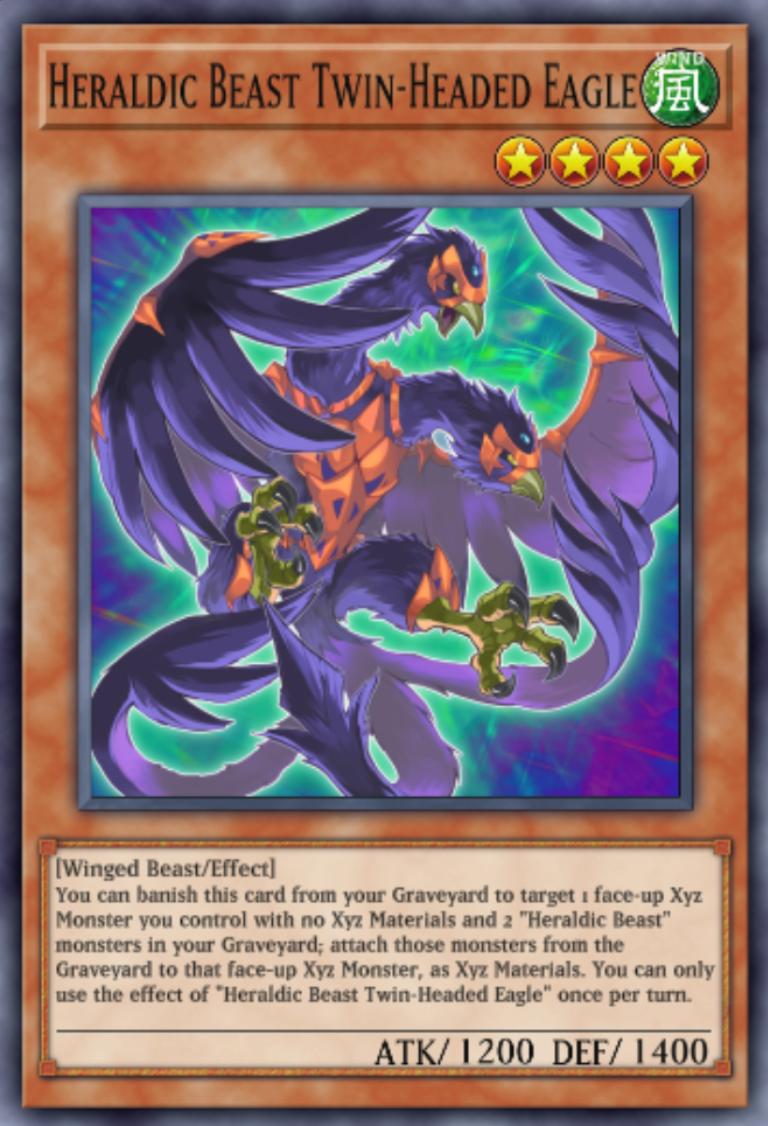 HERALDIC BEAST TWIN-HEADED EAGLE
WIND
風
[Winged Beast/Effect]
You can banish this card from your Graveyard to target 1 face-up Xyz
Monster you control with no Xyz Materials and 2 "Heraldic Beast"
monsters in your Graveyard; attach those monsters from the
Graveyard to that face-up Xyz Monster, as Xyz Materials. You can only
use the effect of "Heraldic Beast Twin-Headed Eagle" once per turn.
ATK/ 1200 DEF/ 1400